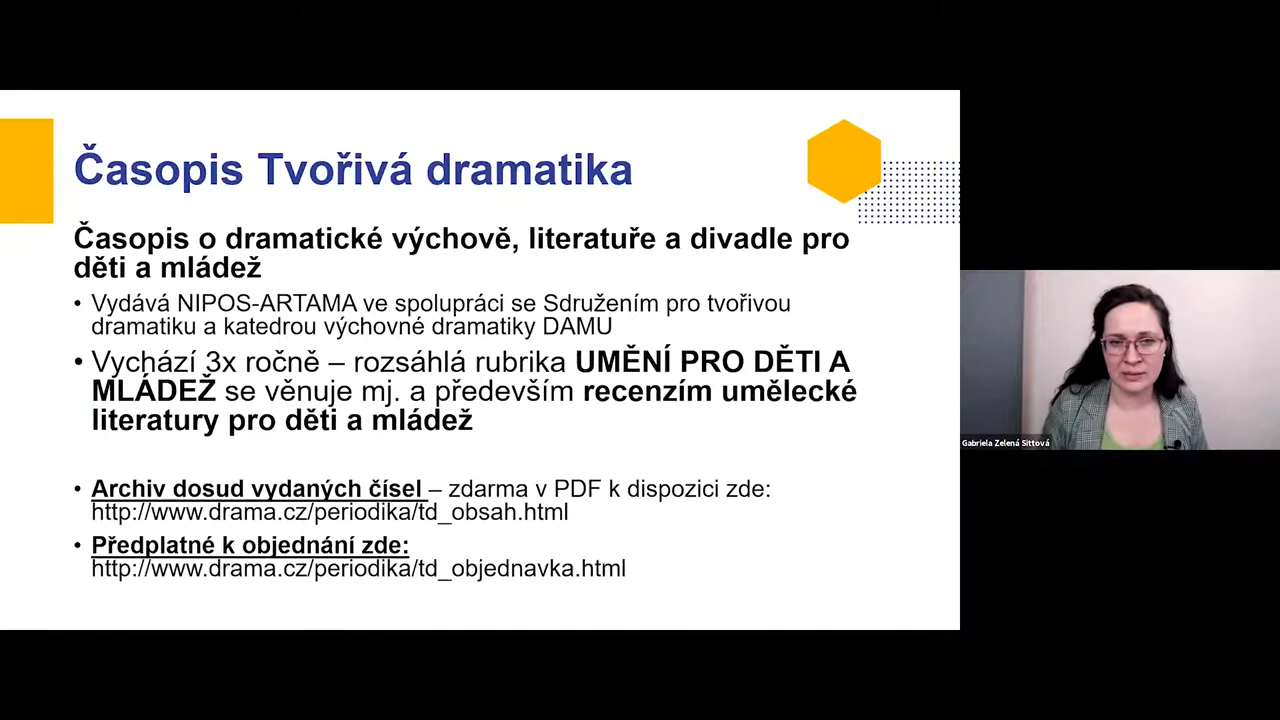 Časopis Tvořivá dramatika
Časopis o dramatické výchově, literatuře a divadle pro
děti a mládež
• Vydává NIPOS-ARTAMA ve spolupráci se Sdružením pro tvořivou
dramatiku a katedrou výchovné dramatiky DAMU
• Vychází 3x ročně – rozsáhlá rubrika UMĚNÍ PRO DĚTI A
MLÁDEŽ se věnuje mj. a především recenzím umělecké
literatury pro děti a mládež
• Archiv dosud vydaných čísel – zdarma v PDF k dispozici zde:
http://www.drama.cz/periodika/td_obsah.html
• Předplatné k objednání zde:
http://www.drama.cz/periodika/td_objednavka.html
Gabriela Zelená Sittová